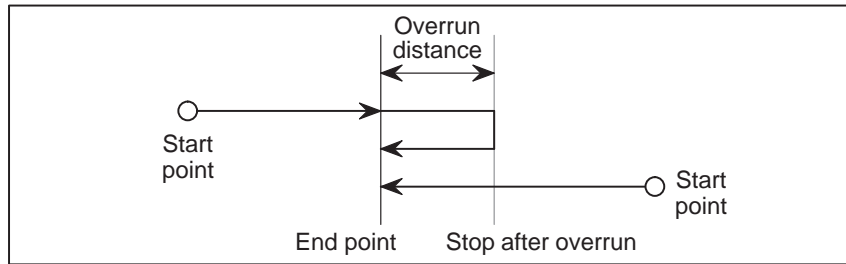 Overrun
distance
Start
point
Start
point
End point
Stop after overrun